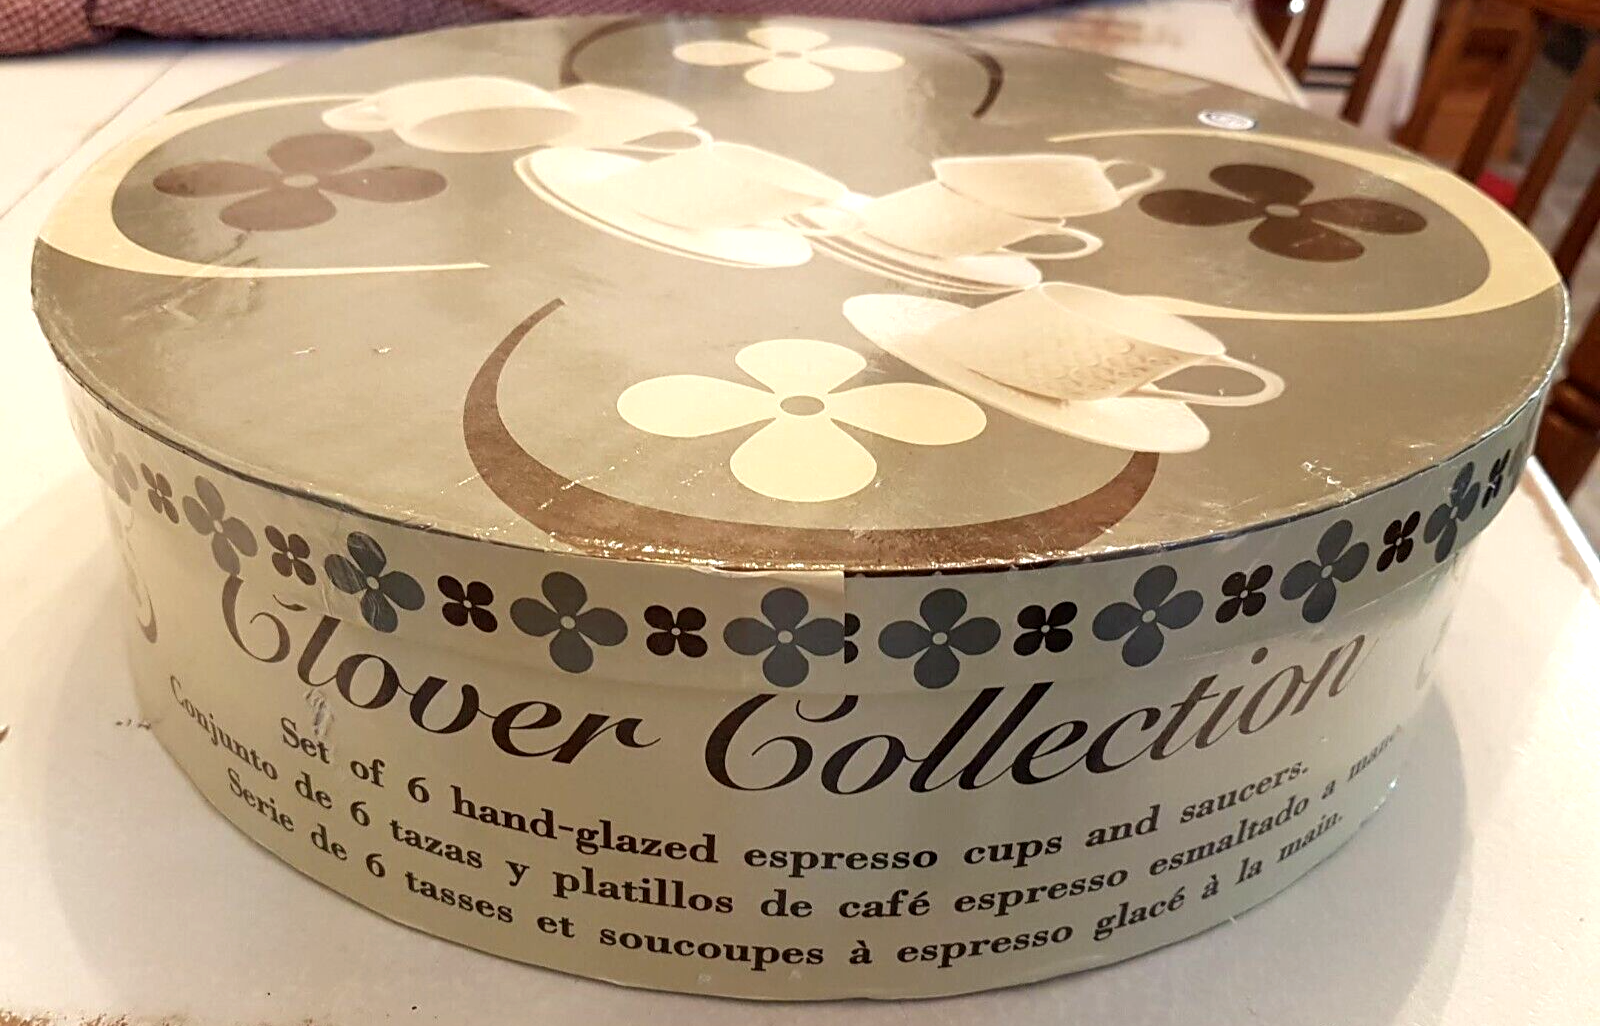 Clover Collection
Set of 6 hand-glazed espresso cups and saucers.
Conjunto de 6 tazas y platillos de café espresso esmaltado a mano.
Serie de 6 tasses et soucoupes à espresso glacé à la main.